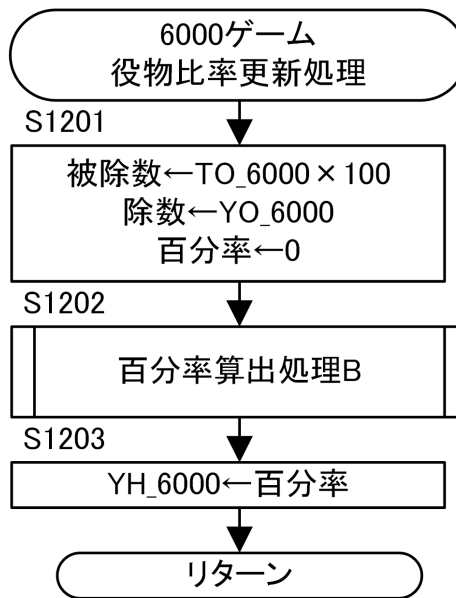 6000ゲーム
役物比率更新処理
S1201
被除数←TO_6000×100
除数←YO_6000
百分率←0
S1202
百分率算出処理B
S1203
YH_6000←百分率
リターン